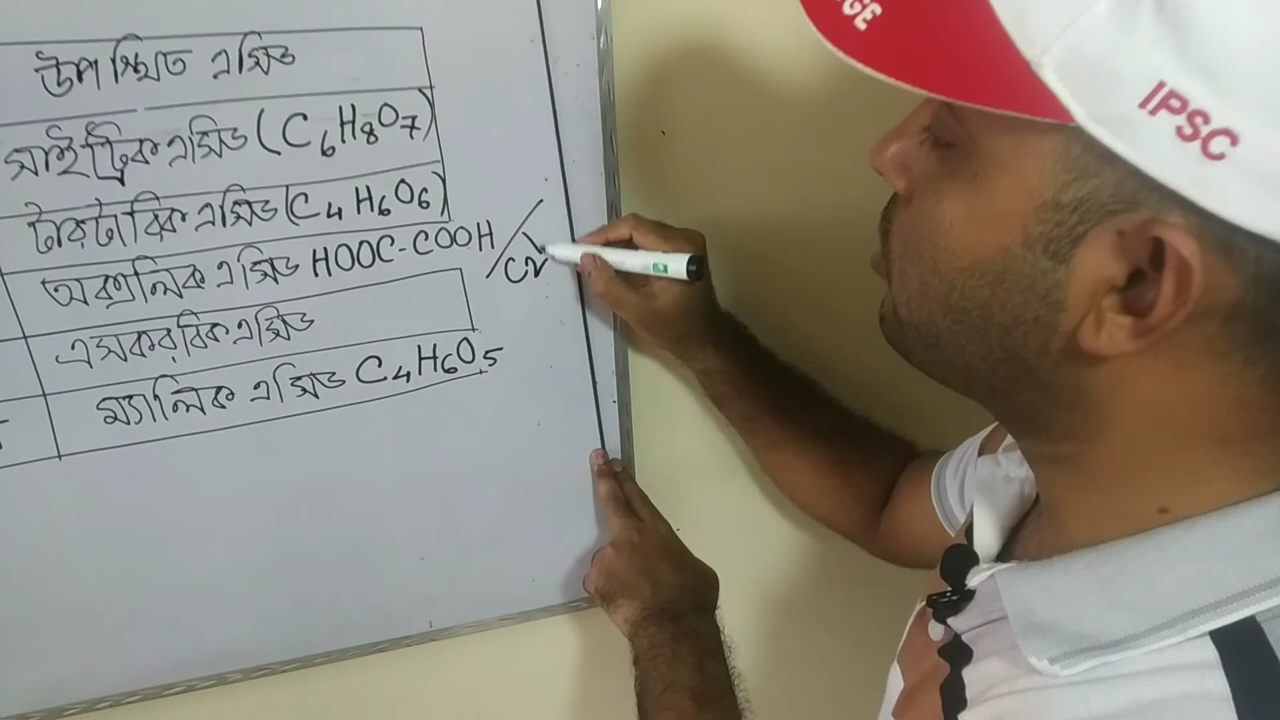 উপস্থিত এসিড
সাইট্রিক এসিড (C6H8O7)
টারটারিক এসিড (C4H6O6)
অক্সালিক এসিড HOOC-COOH /
এসকরবিক এসিড
ম্যালিক এসিড C4H6O5
IPSC